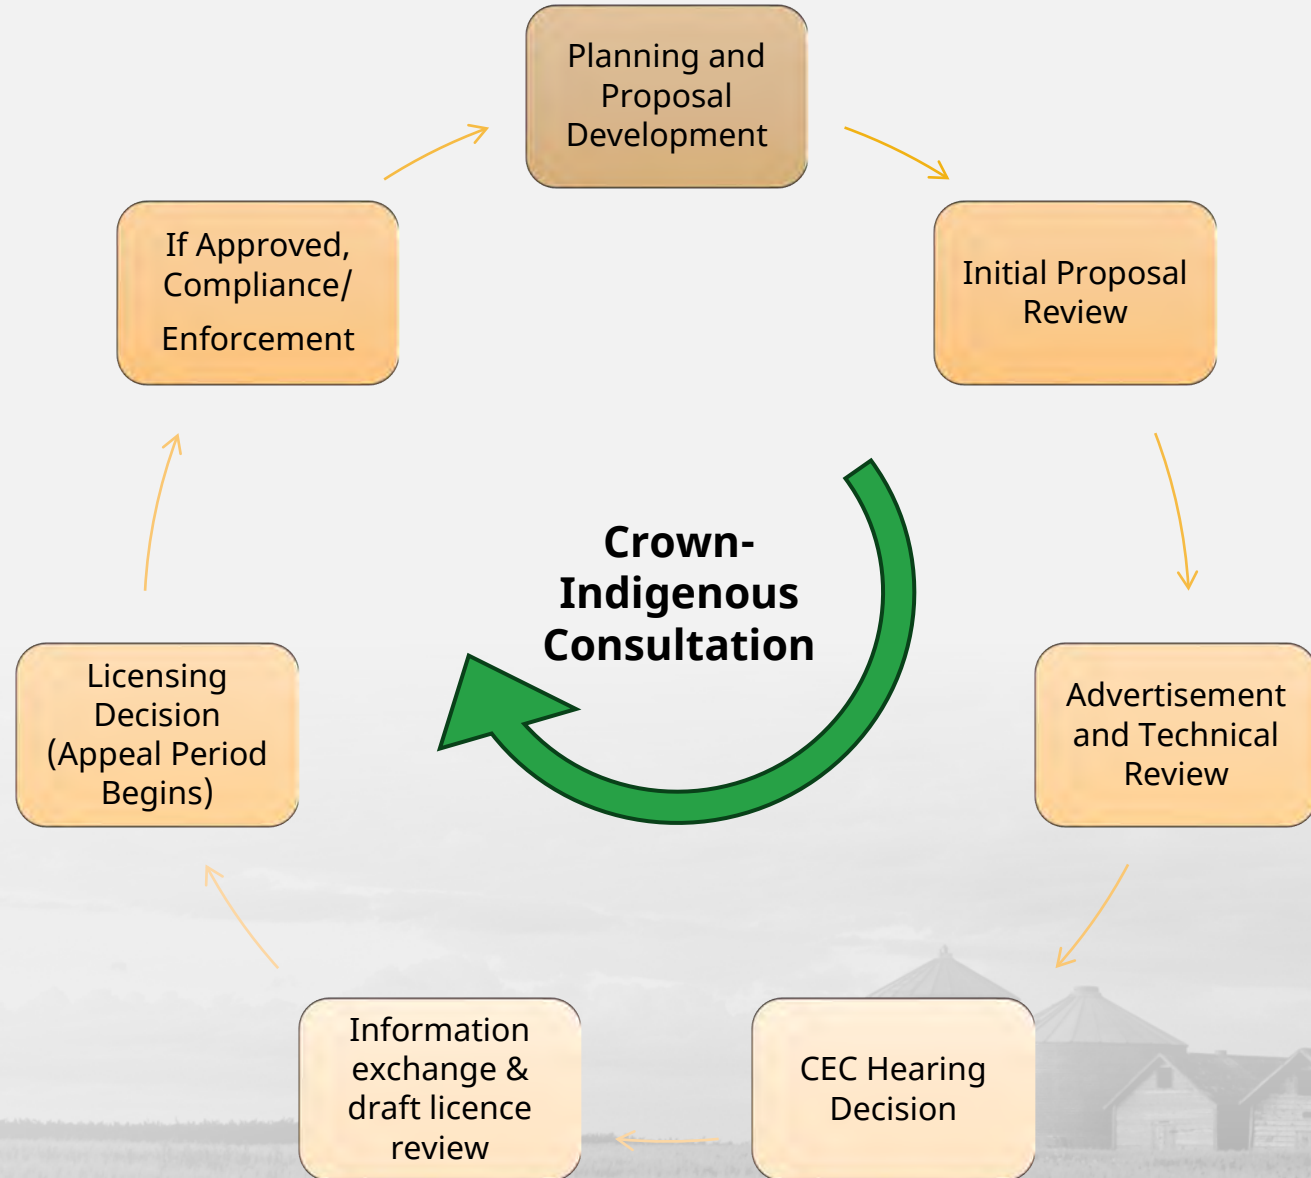 Planning and
Proposal
Development
Initial Proposal
Review
Advertisement
and Technical
Review
CEC Hearing
Decision
Information
exchange &
draft licence
review
Licensing
Decision
(Appeal Period
Begins)
If Approved,
Compliance/
Enforcement
Crown-
Indigenous
Consultation